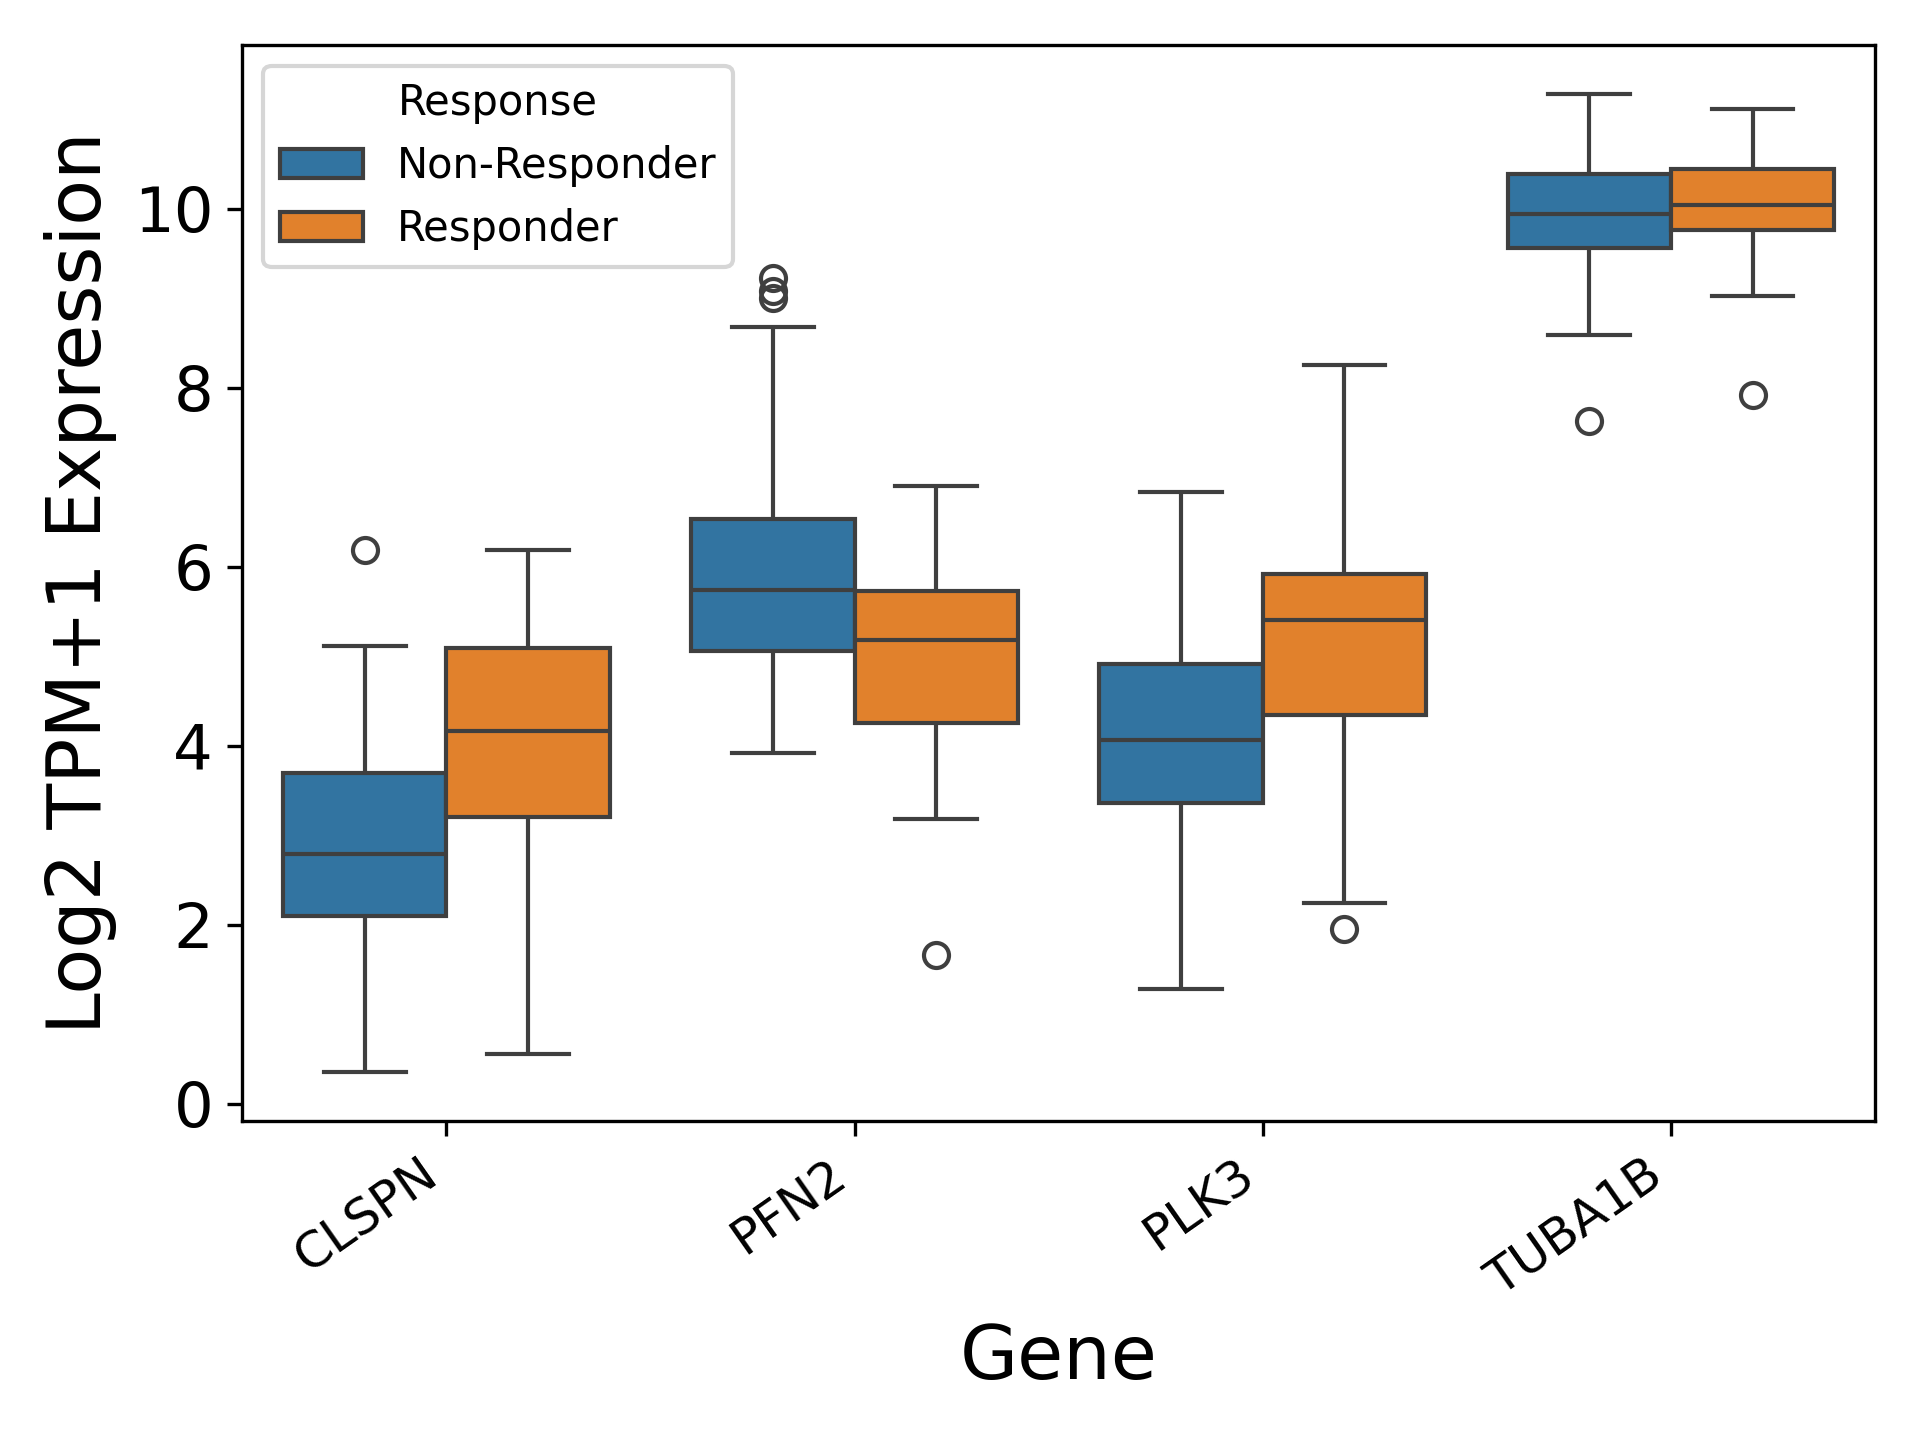 Response
Non-Responder
Responder
Log2 TPM+1 Expression
10
8
6
4
2
0
CLSPN
PFN2
PLK3
TUBA1B
Gene